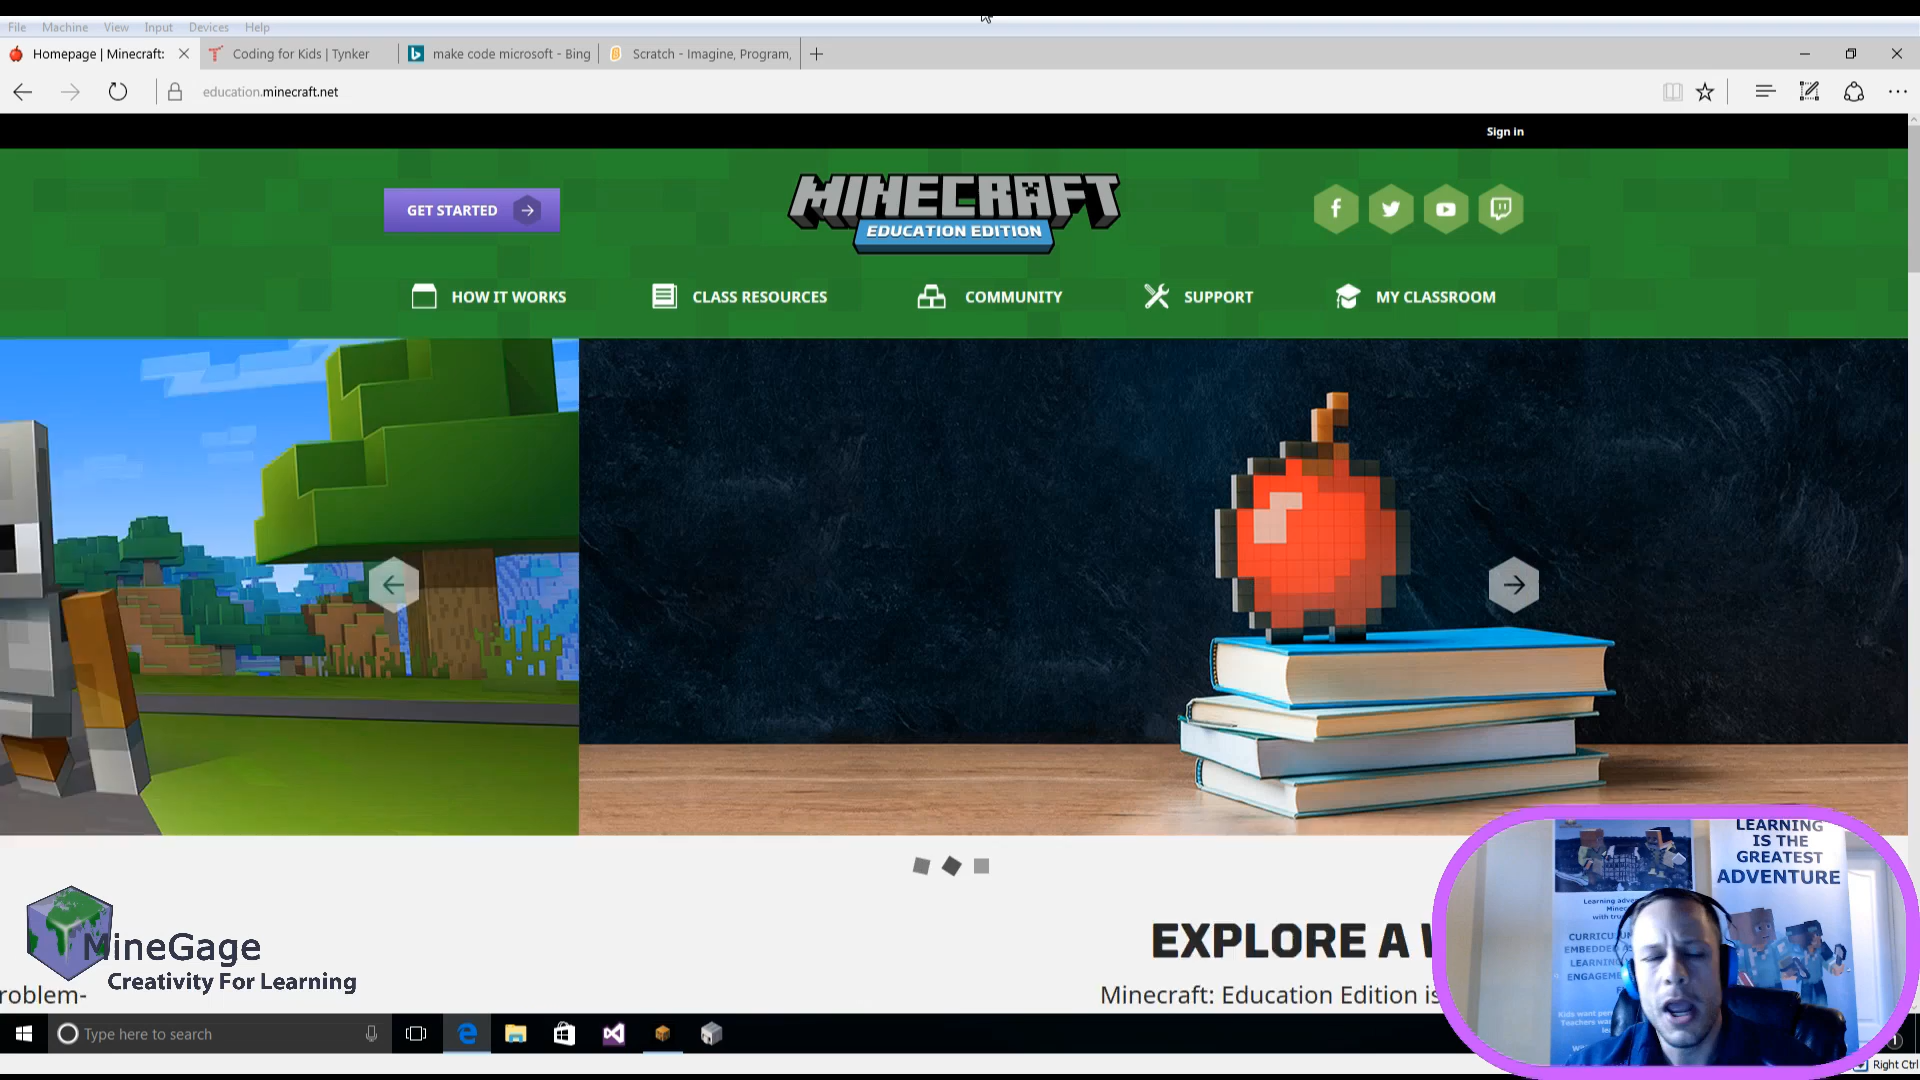 File Machine View Input Devices Help
Homepage | Minecraft: Coding for Kids | Tynker make code microsoft - Bing Scratch - Imagine, Program,
education.minecraft.net
Sign in
GET STARTED
MINECRAFT
EDUCATION EDITION
HOW IT WORKS CLASS RESOURCES COMMUNITY SUPPORT MY CLASSROOM
LEARNING
IS THE
GREATEST
ADVENTURE
EXPLORE A
MineGage
Creativity For Learning
roblem-
Minecraft: Education Edition is
Type here to search
Right Ctrl